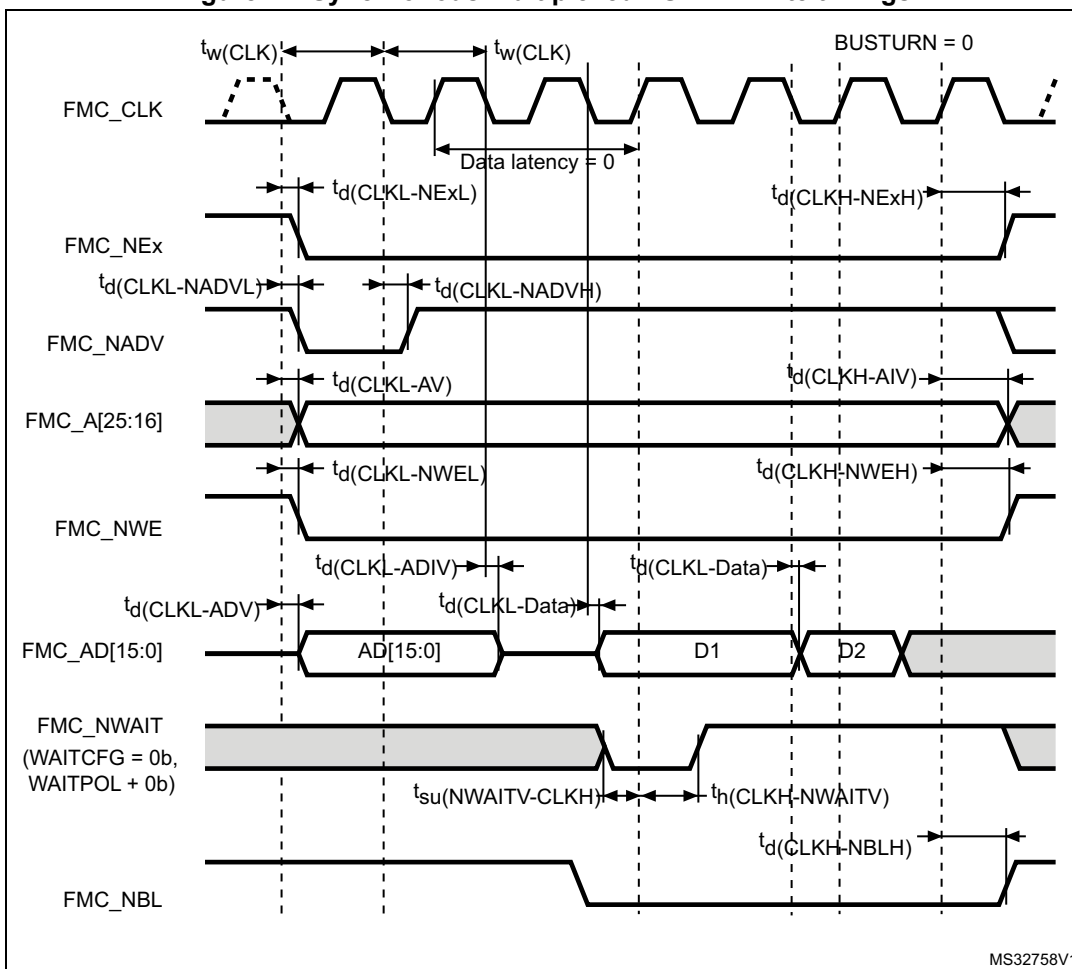 tw(CLK)
tw(CLK)
BUSTURN = 0
FMC_CLK
Data latency = 0
td(CLKL-NExL)
td(CLKH-NExH)
FMC_NEx
td(CLKL-NADVL)
td(CLKL-NADVH)
FMC_NADV
td(CLKL-AV)
td(CLKH-AIV)
FMC_A[25:16]
td(CLKL-NWEL)
td(CLKH-NWEH)
FMC_NWE
td(CLKL-ADIV)
td(CLKL-Data)
td(CLKL-ADV)
td(CLKL-Data)
FMC_AD[15:0]
AD[15:0]
D1
D2
FMC_NWAIT
(WAITCFG = 0b,
WAITPOL + 0b)
tsu(NWAITV-CLKH)
th(CLKH-NWAITV)
td(CLKH-NBLH)
FMC_NBL
MS32758V1